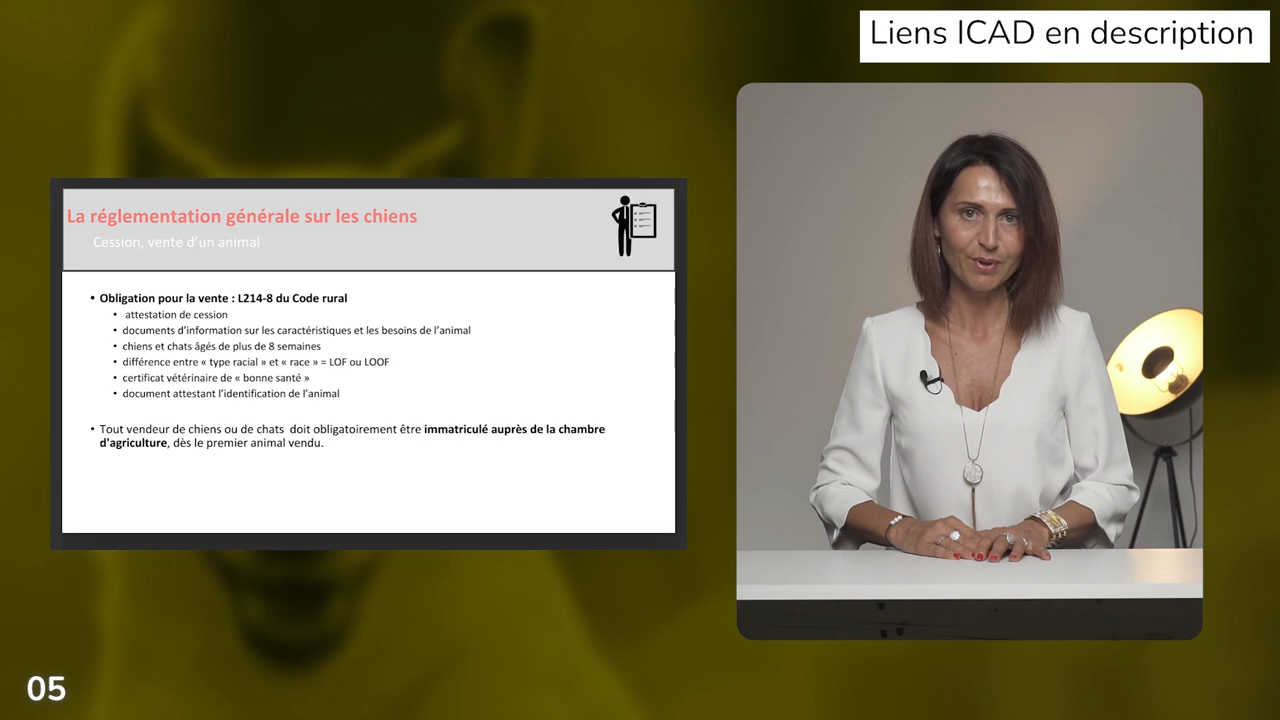 Liens ICAD en description
La réglementation générale sur les chiens
Cession, vente d'un animal
• Obligation pour la vente : L214-8 du Code rural
• attestation de cession
• documents d'information sur les caractéristiques et les besoins de l'animal
• chiens et chats âgés de plus de 8 semaines
• différence entre « type racial » et « race » = LOF ou LOOF
• certificat vétérinaire de « bonne santé »
• document attestant l'identification de l'animal
• Tout vendeur de chiens ou de chats doit obligatoirement être immatriculé auprès de la chambre
d'agriculture, dès le premier animal vendu.
05